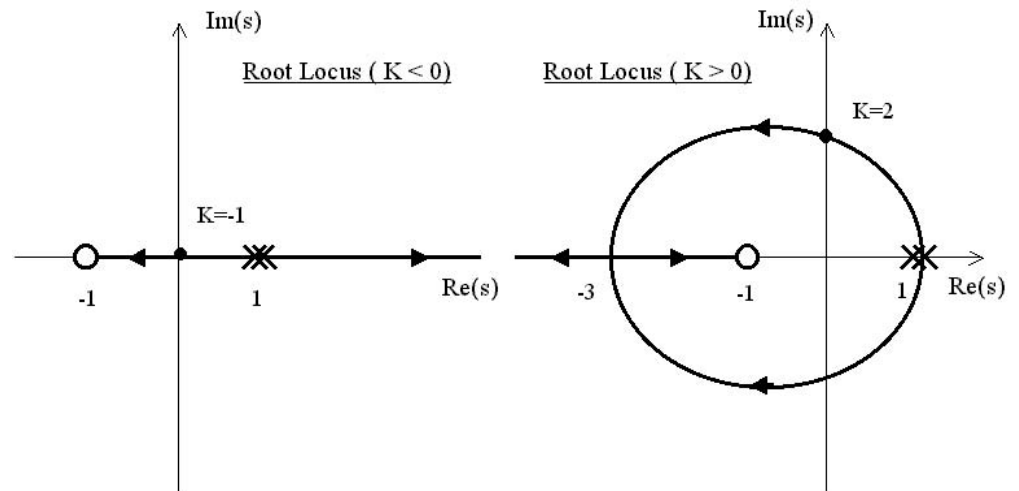 Im(s)
Root Locus ( K < 0)
K=-1
-1
1
Re(s)
Im(s)
Root Locus ( K > 0)
K=2
-3
-1
1
Re(s)